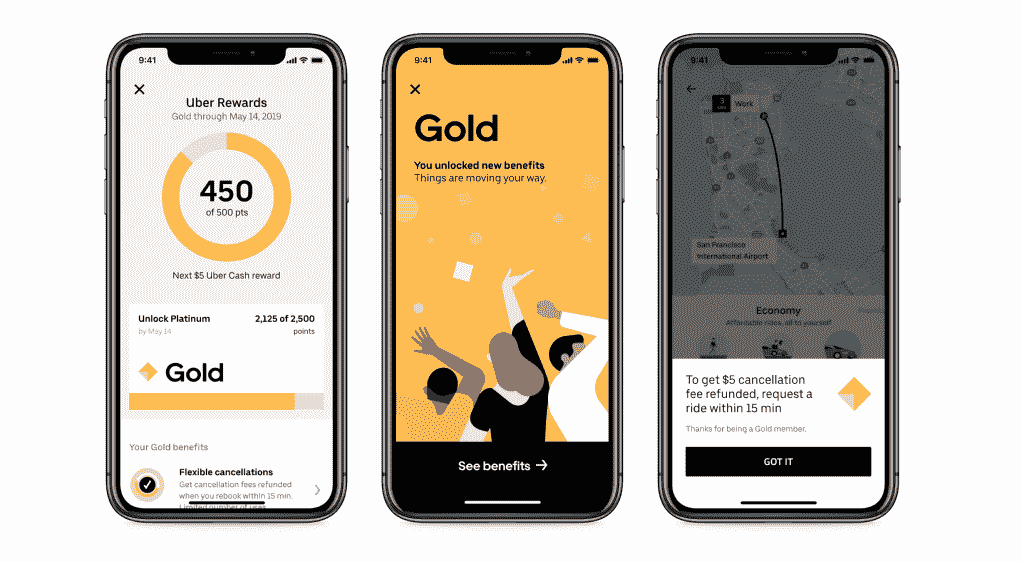 9:41
Uber Rewards
Gold through May 14, 2019
450
of 500 pts
Next $5 Uber Cash reward
Unlock Platinum
2,125 of 2,500
by May 14
points
Gold
Your Gold benefits
Flexible cancellations
Get cancellation fees refunded
when you rebook within 15 min.
Limited number of uses
9:41
Gold
You unlocked new benefits
Things are moving your way.
See benefits →
9:41
3
Work
San Francisco
International Airport
Economy
Affordable rides, all to yourself
To get $5 cancellation
fee refunded, request a
ride within 15 min
Thanks for being a Gold member.
GOT IT